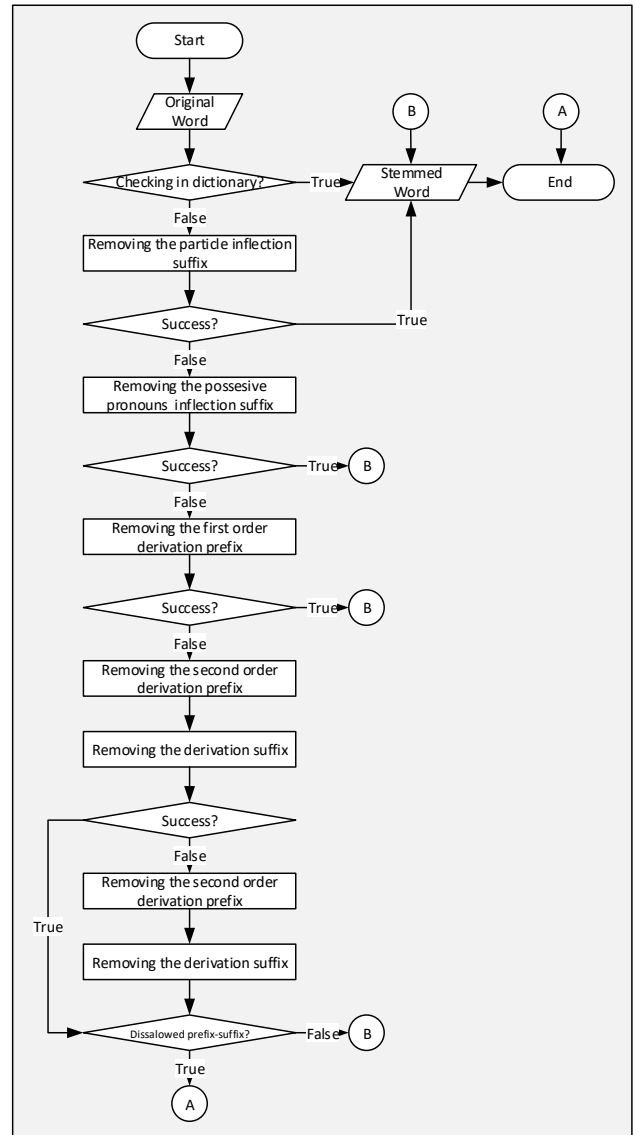 Start
Original
Word
B
A
Checking in dictionary?
True
Stemmed
Word
End
False
Removing the particle inflection
suffix
Success?
True
False
Removing the possesive
pronouns inflection suffix
Success?
True
B
False
Removing the first order
derivation prefix
Success?
True
B
False
Removing the second order
derivation prefix
Removing the derivation suffix
Success?
False
Removing the second order
derivation prefix
True
Removing the derivation suffix
Dissalowed prefix-suffix?
False
B
True
A